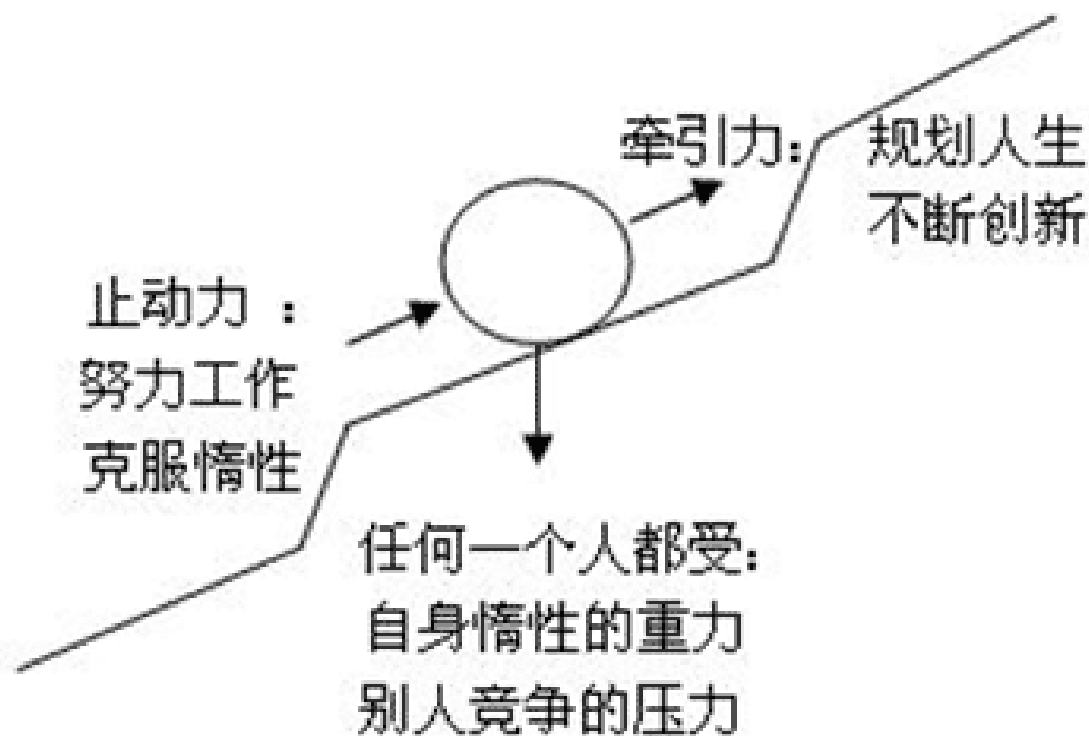 牵引力：
规划人生
不断创新
止动力：
努力工作
克服惰性
任何一个人都受：
自身惰性的重力
别人竞争的压力